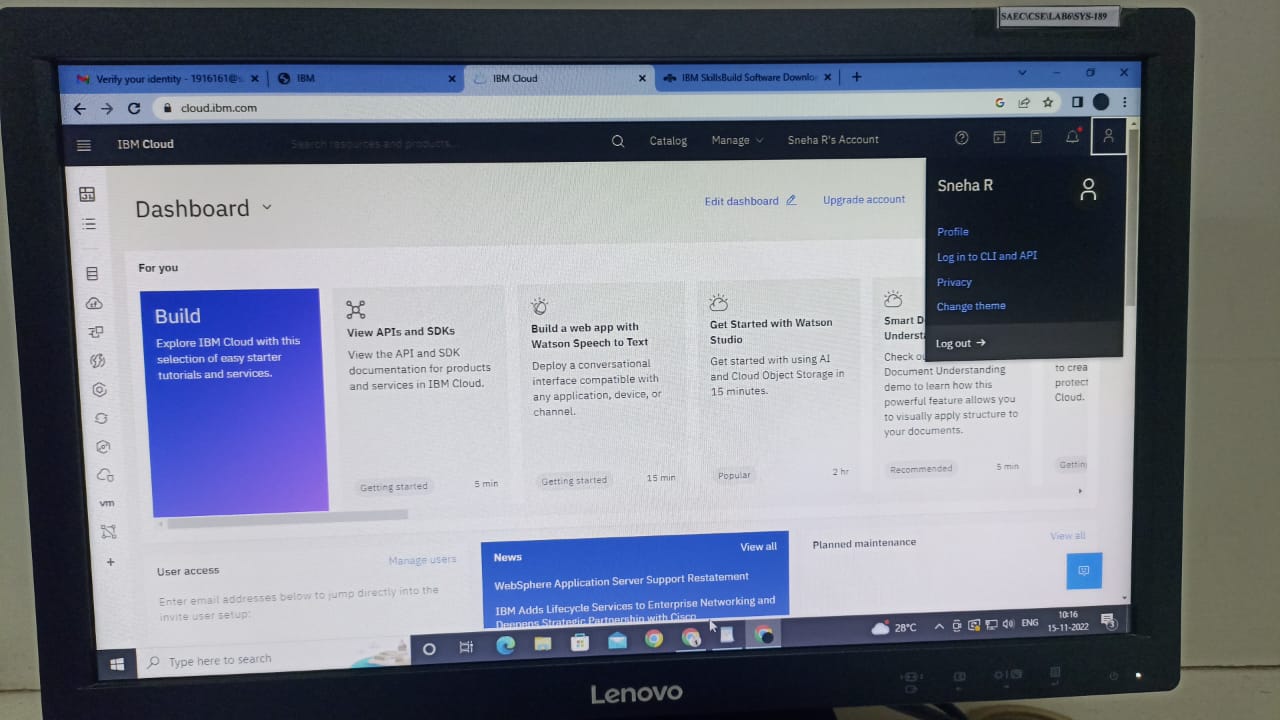 SAEC\CSE\LAB6\SYS-189
Verify your identity - 1916161@s
IBM
IBM Cloud
IBM SkillsBuild Software Downlo
cloud.ibm.com
IBM Cloud
Search resources and products...
Catalog
Manage
Sneha R's Account
Sneha R
Profile
Log in to CLI and API
Privacy
Change theme
Log out →
Dashboard
Edit dashboard
Upgrade account
For you
Build
Explore IBM Cloud with this
selection of easy starter
tutorials and services.
View APIs and SDKs
View the API and SDK
documentation for products
and services in IBM Cloud.
Getting started
5 min
Build a web app with
Watson Speech to Text
Deploy a conversational
interface compatible with
any application, device, or
channel.
Getting started
15 min
Get Started with Watson
Studio
Get started with using AI
and Cloud Object Storage in
15 minutes.
Popular
2 hr
Smart D
Underst
Check ou
Document Understanding
demo to learn how this
powerful feature allows you
to visually apply structure to
your documents.
Recommended
5 min
to crea
protect
Cloud.
Gettin
vm
User access
Manage users
Enter email addresses below to jump directly into the
invite user setup:
News
View all
WebSphere Application Server Support Restatement
IBM Adds Lifecycle Services to Enterprise Networking and
Deepens Strategic Partnership with Cisco
Planned maintenance
View all
Type here to search
28°C
ENG
10:16
15-11-2022
3
Lenovo